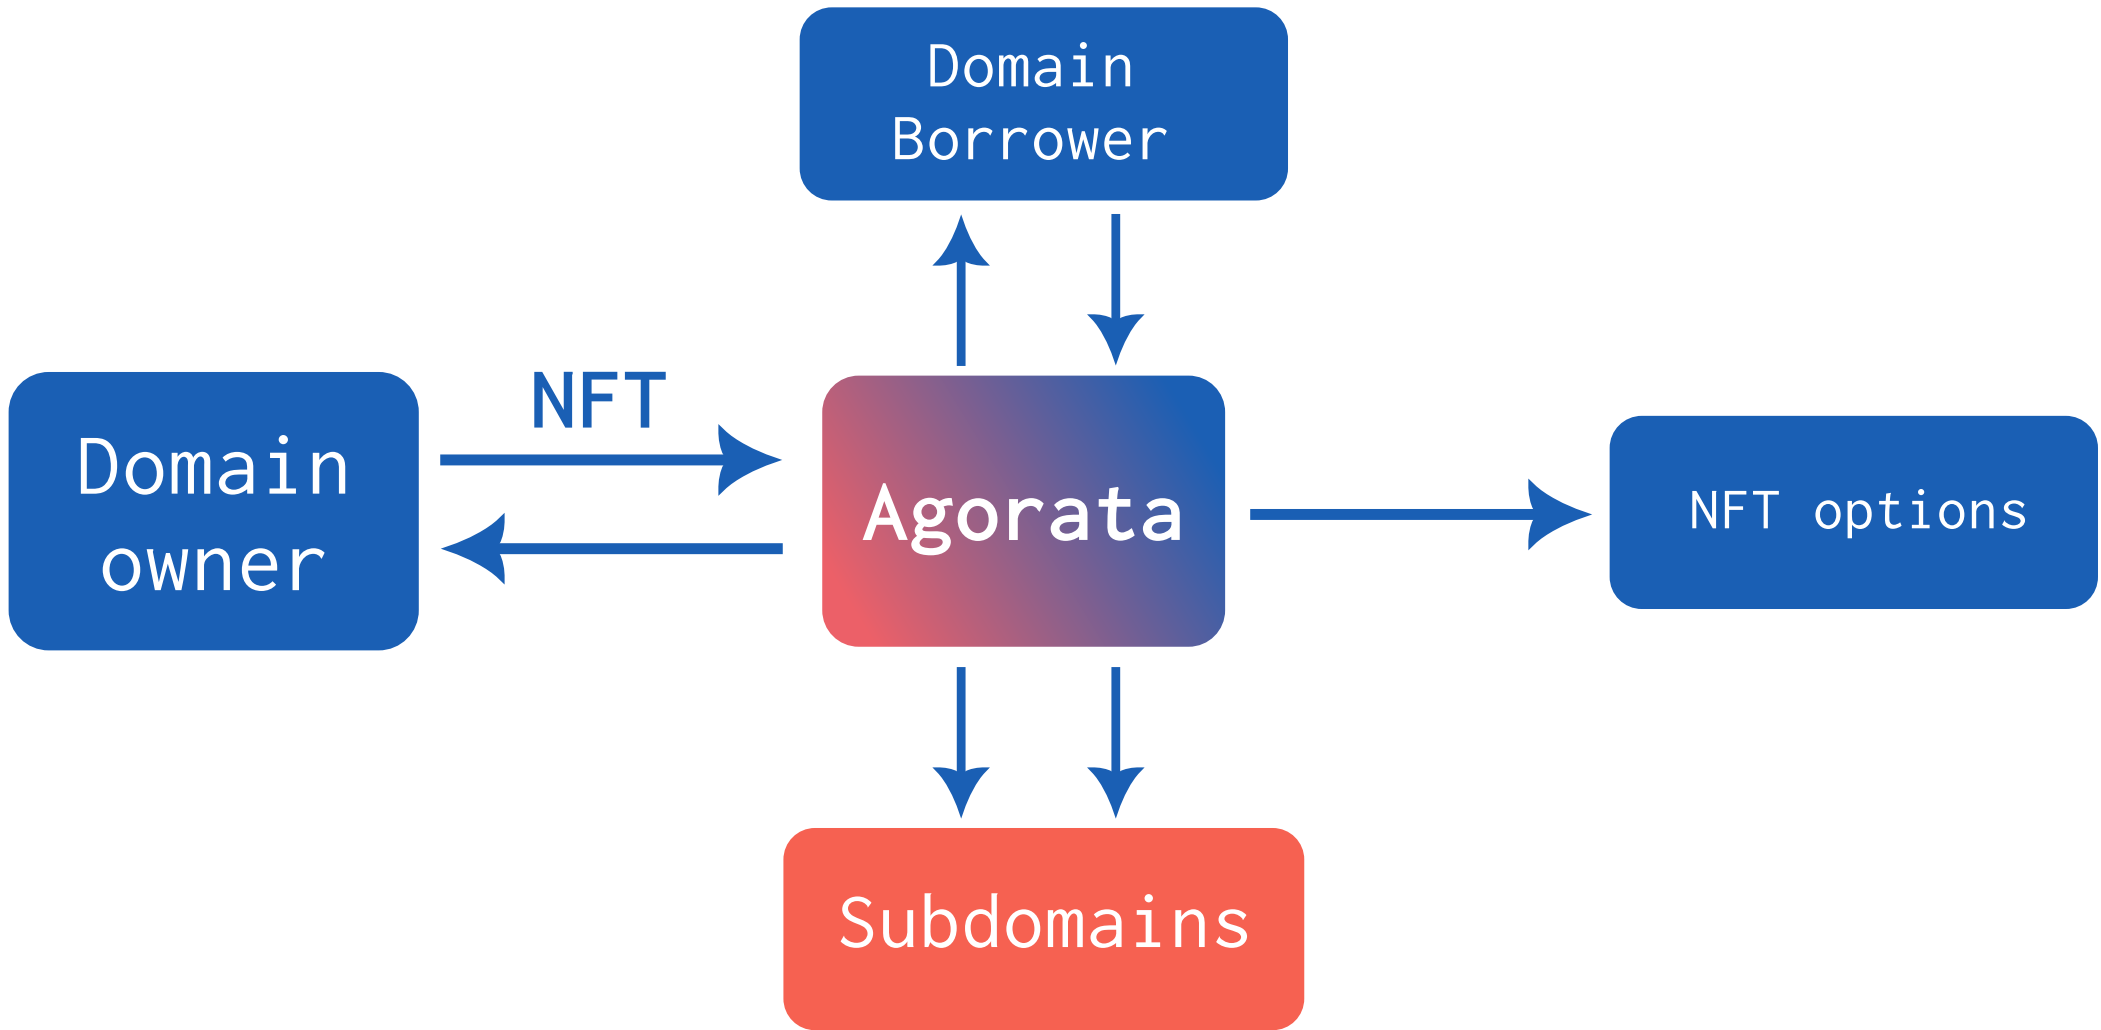 Domain
Borrower
NFT
Domain
owner
Agorata
NFT options
Subdomains